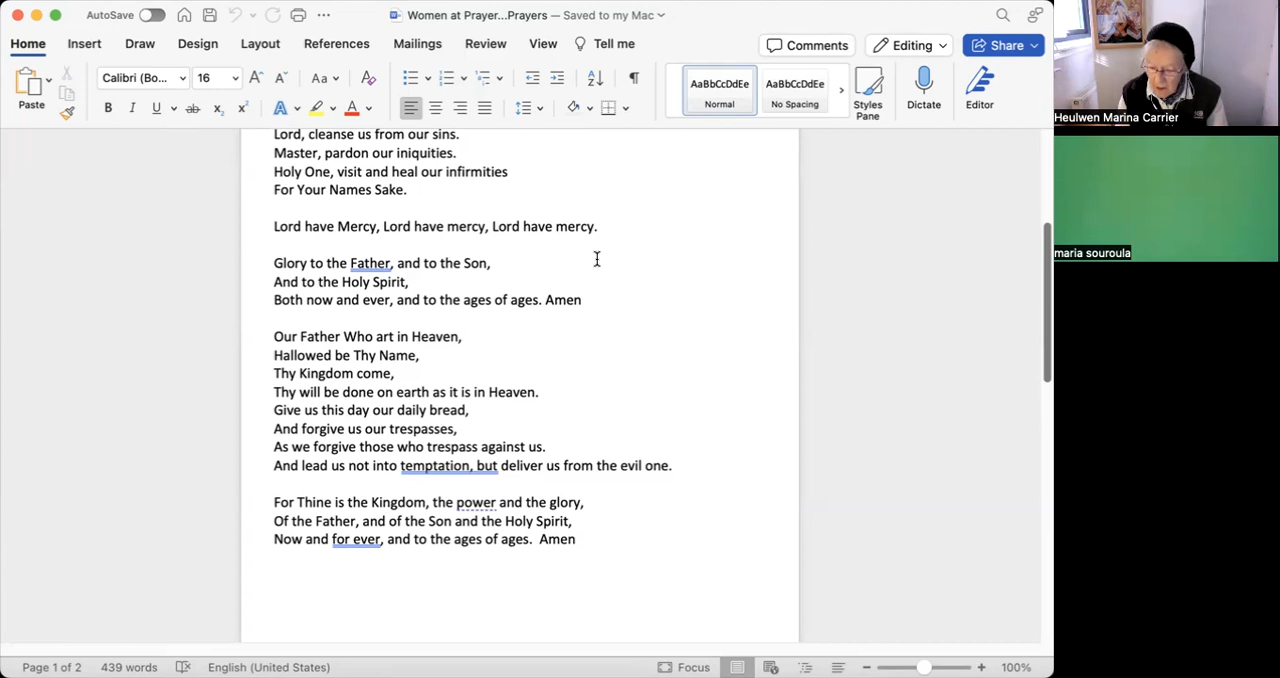 AutoSave
Women at Prayer...Prayers — Saved to my Mac
Home Insert Draw Design Layout References Mailings Review View Tell me
Comments Editing Share
Paste
Calibri (Bo... 16
Aa
B I U ab x₂ x²
A A
AaBbCcDdEe
Normal
AaBbCcDdEe
No Spacing
Styles
Pane
Dictate
Editor
Lord, cleanse us from our sins.
Master, pardon our iniquities.
Holy One, visit and heal our infirmities
For Your Names Sake.
Lord have Mercy, Lord have mercy, Lord have mercy.
Glory to the Father, and to the Son,
And to the Holy Spirit,
Both now and ever, and to the ages of ages. Amen
Our Father Who art in Heaven,
Hallowed be Thy Name,
Thy Kingdom come,
Thy will be done on earth as it is in Heaven.
Give us this day our daily bread,
And forgive us our trespasses,
As we forgive those who trespass against us.
And lead us not into temptation, but deliver us from the evil one.
For Thine is the Kingdom, the power and the glory,
Of the Father, and of the Son and the Holy Spirit,
Now and for ever, and to the ages of ages.  Amen
Page 1 of 2 439 words English (United States) Focus 100%
Heulwen Marina Carrier
maria souroula